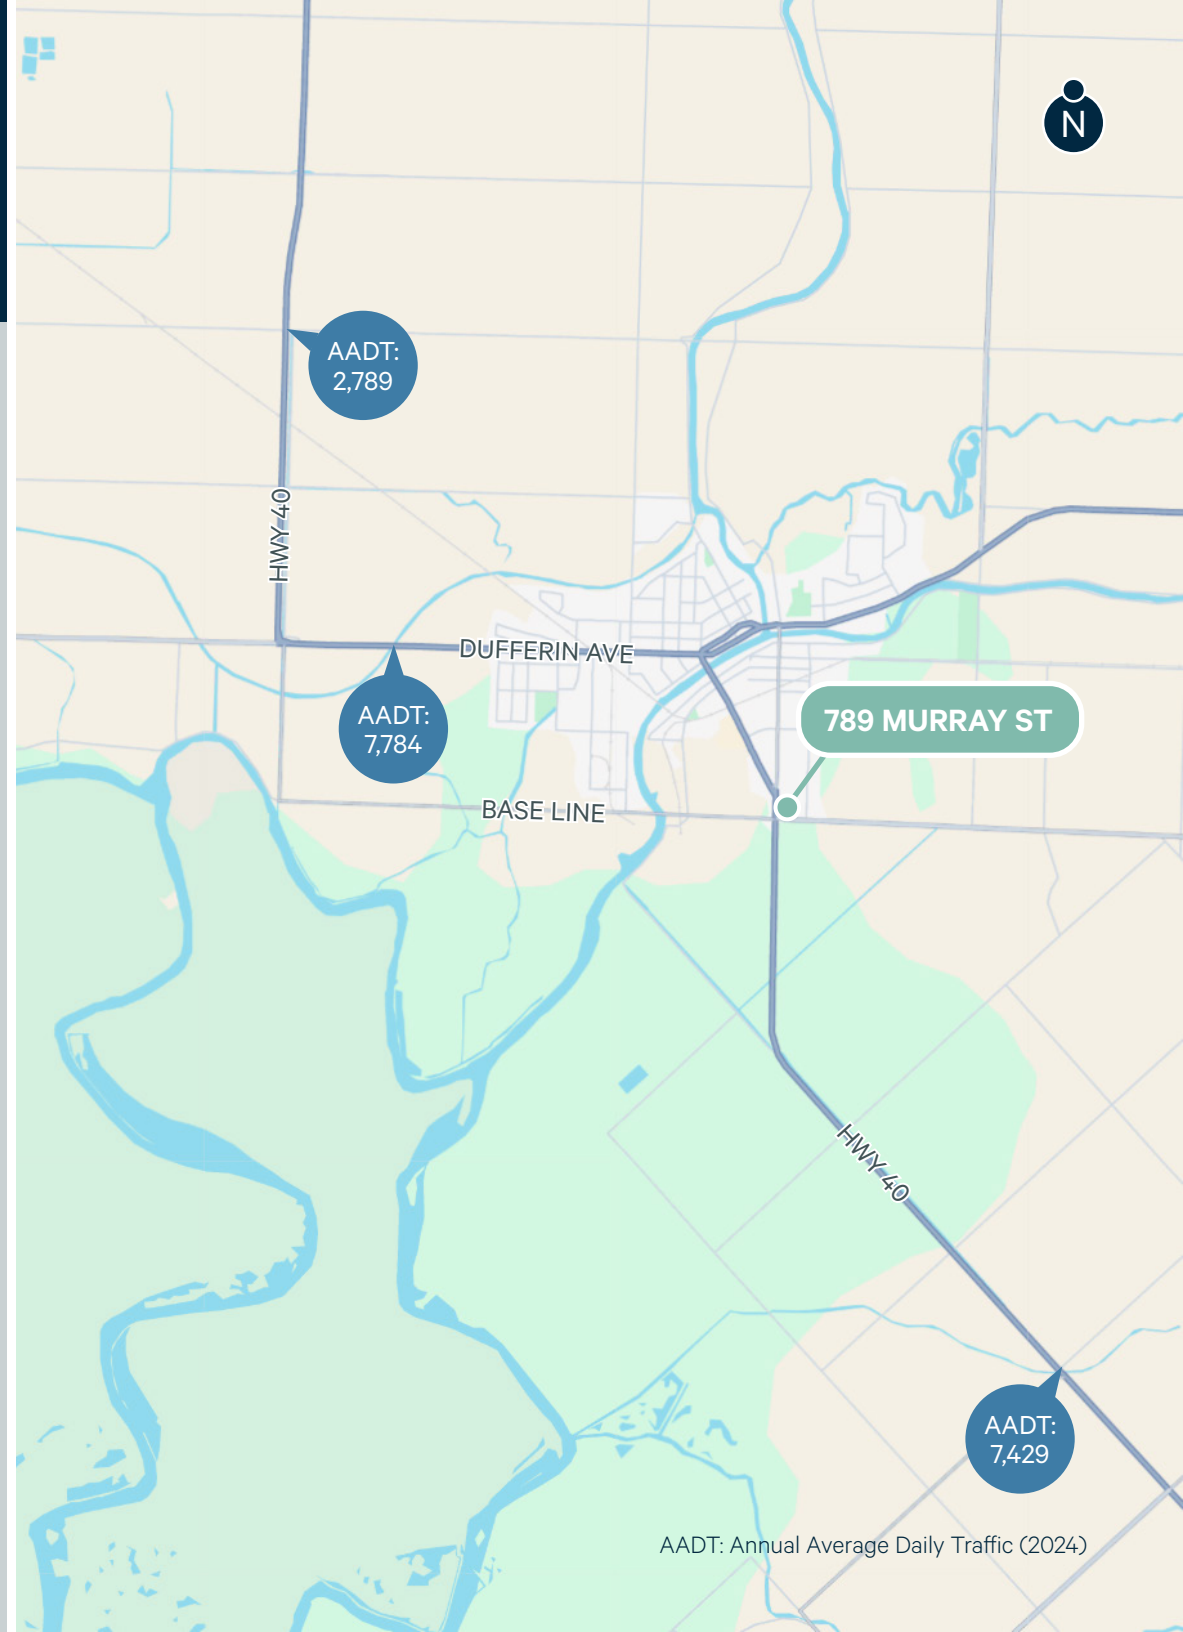 N
AADT:
2,789
HWY 40
DUFFERIN AVE
AADT:
7,784
789 MURRAY ST
BASE LINE
HWY 40
AADT:
7,429
AADT: Annual Average Daily Traffic (2024)